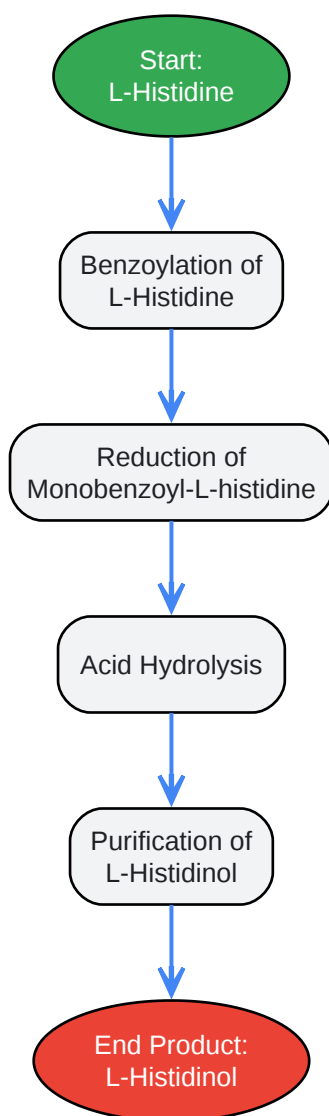 Start:
L-Histidine
Benzoylation of
L-Histidine
Reduction of
Monobenzoyl-L-histidine
Acid Hydrolysis
Purification of
L-Histidinol
End Product:
L-Histidinol